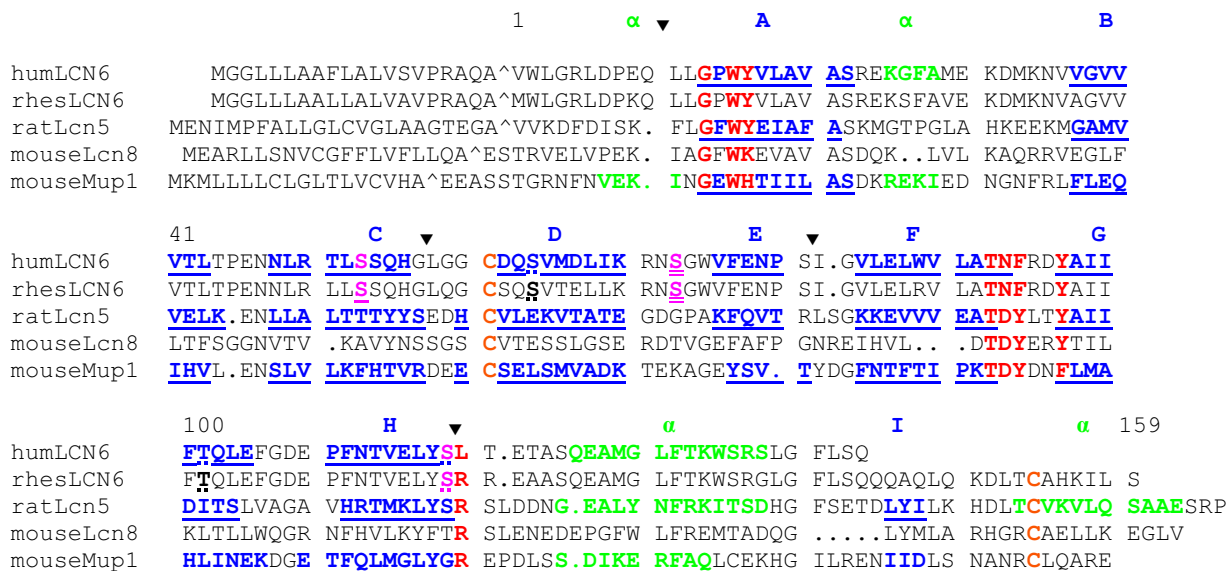 1 α ▼ A α B
humLCN6 MGGLLLAAFLALVSVPRAQA^VWLGRLDPEQ LLGPWYVLAV ASREKGFAME KDMKNVVGVV
rhesLCN6 MGGLLLAALLALVAVPRAQA^MWLGRLDPKQ LLGPWYVLAV ASREKSFAVE KDMKNVAGVV
ratLcn5 MENIMPFALLGLCVGLAAGTEGA^VVKDFDISK. FLGFWYEIAF ASKMGTPGLA HKEEKMGAMV
mouseLcn8 MEARLLSNVCGFFLVFLLQA^ESTRVELVPEK. IAGFWKEVAV ASDQK..LVL KAQRRVEGLF
mouseMup1 MKMLLLLCLGLTLVCVHA^EEASSTGRNFNVEK. INGEWHTIIL ASDKREKIED NGNFRLFLEQ
41 C ▼ D E ▼ F G
humLCN6 VTLTPENNLR TLSSQHGLGG CDQSVMDLIK RNSGWVFENP SI.GVLELWV LATNFRDYAII
rhesLCN6 VTLTPENNLR LLSSQHGLQG CSQSVTELLK RNSGWVFENP SI.GVLELRV LATNFRDYAII
ratLcn5 VELK.ENLLA LTTTYYSEDH CVLEKVTATE GDGPAKFQVT RLSGKKEVVV EATDYLTYAII
mouseLcn8 LTFSGGNVTV .KAVYNSSGS CVTESSLGSE RDTVGEFAFP GNREIHVL.. DTDYERYTIL
mouseMup1 IHVL.ENSLV LKFHTVRDEE CSELSMVADK TEKAGEYSV. TYDGFNTFTI PKTDYDNFLMA
100 H ▼ α I α 159
humLCN6 FTQLEFGDE PFNTVELYSL T.ETASQEAMG LFTKWSRSLG FLSQ
rhesLCN6 FTQLEFGDE PFNTVELYSR R.EAASQEAMG LFTKWSRGLG FLSQQQAQLQ KDLTCAHKIL S
ratLcn5 DITSLVAGAV HRTMKLYSR SLDDNG.EALY NFRKITSDHG FSETDLYILK HDLTCVKVLQ SAAESRP
mouseLcn8 KLTLLWQGR NFHVLKYFTR SLENEDEPGFW LFREMTADQG .....LYMLA RHGRCAELLK EGLV
mouseMup1 HLINEKDGE TFQLMGLYGR EPDLSS.DIKE RFAQLCEKHG ILRENIIDLS NANRCLQARE